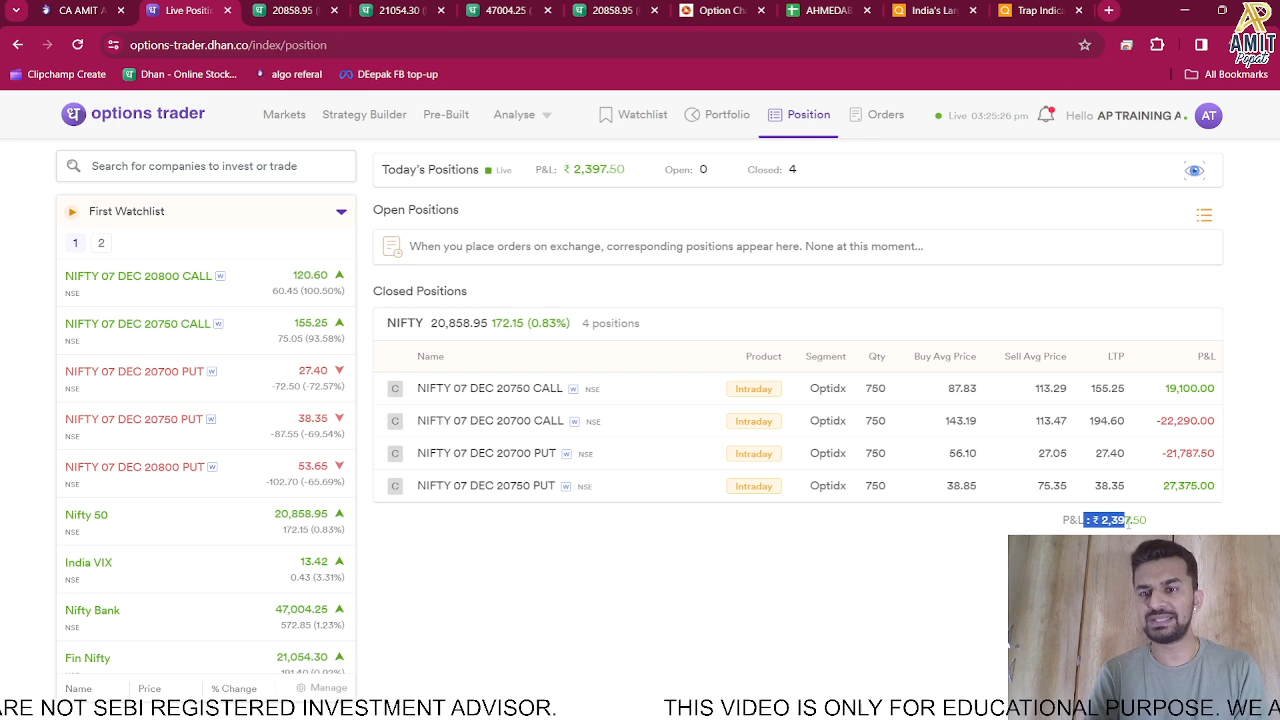 CA AMIT P
20858.95 (
21054.30 (
47004.25 (
20858.95 (
Option Cha
AHMEDAB
India's Larg
Trap Indica
options-trader.dhan.co/index/position
Clipchamp Create
Dhan - Online Stock...
algo referal
DEepak FB top-up
All Bookmarks
AP
AMIT
Popat
options trader
Markets
Strategy Builder
Pre-Built
Analyse
Watchlist
Portfolio
Position
Orders
Live 03:25:26 pm
Hello AP TRAINING A
AT
Search for companies to invest or trade
Today's Positions Live P&L: ₹ 2,397.50 Open: 0 Closed: 4
First Watchlist
1 2
NIFTY 07 DEC 20800 CALL W 120.60
NSE 60.45 (100.50%)
NIFTY 07 DEC 20750 CALL W 155.25
NSE 75.05 (93.58%)
NIFTY 07 DEC 20700 PUT W 27.40
NSE -72.50 (-72.57%)
NIFTY 07 DEC 20750 PUT W 38.35
NSE -87.55 (-69.54%)
NIFTY 07 DEC 20800 PUT W 53.65
NSE -102.70 (-65.69%)
Nifty 50 20,858.95
NSE 172.15 (0.83%)
India VIX 13.42
NSE 0.43 (3.31%)
Nifty Bank 47,004.25
NSE 572.85 (1.23%)
Fin Nifty 21,054.30
191.40 (0.92%)
Name Price % Change Manage
Open Positions
When you place orders on exchange, corresponding positions appear here. None at this moment...
Closed Positions
NIFTY 20,858.95 172.15 (0.83%) 4 positions
Name Product Segment Qty Buy Avg Price Sell Avg Price LTP P&L
C NIFTY 07 DEC 20750 CALL W NSE Intraday Optidx 750 87.83 113.29 155.25 19,100.00
C NIFTY 07 DEC 20700 CALL W NSE Intraday Optidx 750 143.19 113.47 194.60 -22,290.00
C NIFTY 07 DEC 20700 PUT W NSE Intraday Optidx 750 56.10 27.05 27.40 -21,787.50
C NIFTY 07 DEC 20750 PUT W NSE Intraday Optidx 750 38.85 75.35 38.35 27,375.00
P&L : ₹ 2,397.50
ARE NOT SEBI REGISTERED INVESTMENT ADVISOR. THIS VIDEO IS ONLY FOR EDUCATIONAL PURPOSE. WE A